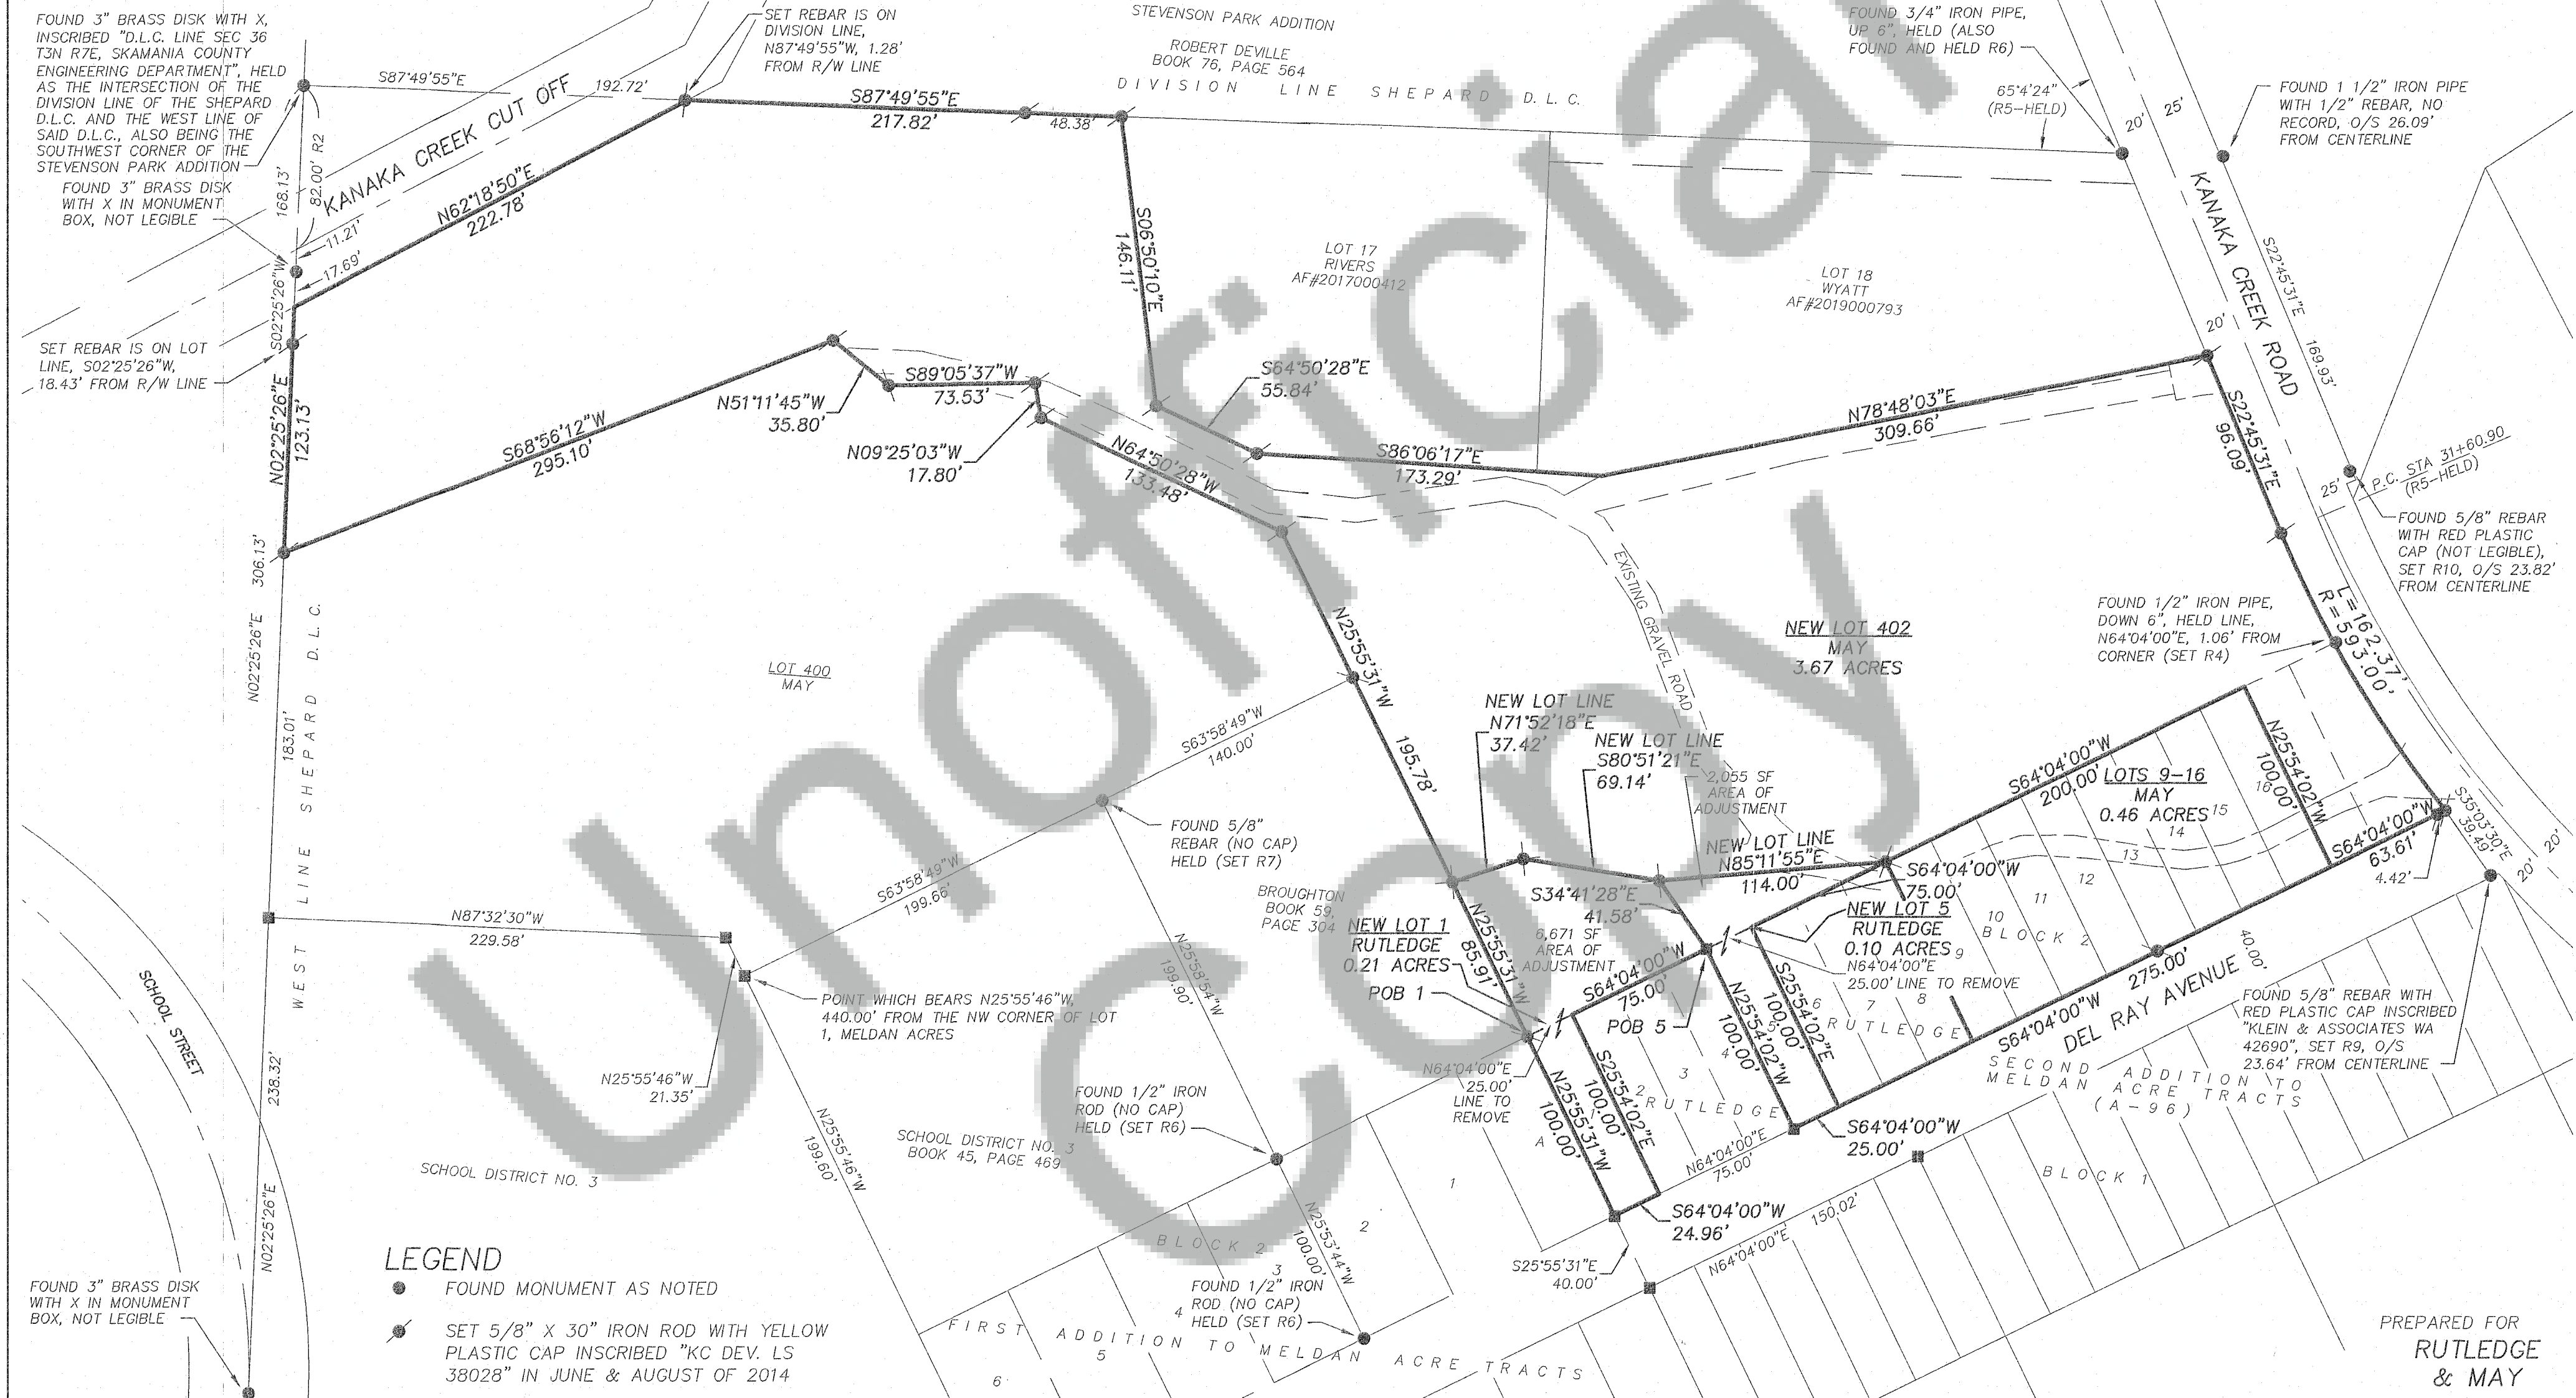 FOUND 3" BRASS DISK WITH X,
INSCRIBED "D.L.C. LINE SEC 36
T3N R7E, SKAMANIA COUNTY
ENGINEERING DEPARTMENT", HELD
AS THE INTERSECTION OF THE
DIVISION LINE OF THE SHEPARD
D.L.C. AND THE WEST LINE OF
SAID D.L.C., ALSO BEING THE
SOUTHWEST CORNER OF THE
STEVENSON PARK ADDITION
FOUND 3" BRASS DISK
WITH X IN MONUMENT
BOX, NOT LEGIBLE
SET REBAR IS ON LOT
LINE, S02°25'26"W,
18.43' FROM R/W LINE
S87°49'55"E
192.72'
168.13'
82.00' R2
11.21'
17.69'
S02°25'26"W
KANAKA CREEK CUT OFF
N62°18'50"E
222.78'
SET REBAR IS ON
DIVISION LINE,
N87°49'55"W, 1.28'
FROM R/W LINE
S87°49'55"E
217.82'
48.38'
STEVENSON PARK ADDITION
ROBERT DEVILLE
BOOK 76, PAGE 564
DIVISION LINE SHEPARD D.L.C.
FOUND 3/4" IRON PIPE,
UP 6", HELD (ALSO
FOUND AND HELD R6)
65°4'24"
(R5-HELD)
20'
25'
FOUND 1 1/2" IRON PIPE
WITH 1/2" REBAR, NO
RECORD, O/S 26.09'
FROM CENTERLINE
KANAKA CREEK ROAD
S22°45'31"E
169.93'
20'
S06°50'10"E
146.11'
LOT 17
RIVERS
AF#2017000412
LOT 18
WYATT
AF#2019000793
N02°25'26"E
123.13'
S68°56'12"W
295.10'
N51°11'45"W
35.80'
S89°05'37"W
73.53'
N09°25'03"W
17.80'
N64°50'28"W
133.48'
S64°50'28"E
55.84'
S86°06'17"E
173.29'
N78°48'03"E
309.66'
S22°45'31"E
96.09'
25'
P.C. STA 31+60.90
(R5-HELD)
FOUND 5/8" REBAR
WITH RED PLASTIC
CAP (NOT LEGIBLE),
SET R10, O/S 23.82'
FROM CENTERLINE
FOUND 1/2" IRON PIPE,
DOWN 6", HELD LINE,
N64°04'00"E, 1.06' FROM
CORNER (SET R4)
L=162.37'
R=593.00'
306.13'
N02°25'26"E
183.01'
WEST LINE SHEPARD D.L.C.
LOT 400
MAY
N25°55'31"W
195.78'
EXISTING GRAVEL ROAD
NEW LOT 402
MAY
3.67 ACRES
S63°58'49"W
140.00'
S63°58'49"W
199.66'
FOUND 5/8"
REBAR (NO CAP)
HELD (SET R7)
NEW LOT LINE
N71°52'18"E
37.42'
NEW LOT LINE
S80°51'21"E
69.14'
2,055 SF
AREA OF
ADJUSTMENT
NEW LOT LINE
N85°11'55"E
114.00'
S64°04'00"W
200.00'
LOTS 9-16
MAY
0.46 ACRES
N25°54'02"W
100.00'
S64°04'00"W
63.61'
4.42'
S35°03'30"E
39.49'
20'
20'
16
15
14
13
12
11
10
9
BLOCK 2
BROUGHTON
BOOK 59,
PAGE 304
NEW LOT 1
RUTLEDGE
0.21 ACRES
POB 1
N25°55'31"W
85.91'
S34°41'28"E
41.58'
6,671 SF
AREA OF
ADJUSTMENT
S64°04'00"W
75.00'
POB 5
S64°04'00"W
75.00'
NEW LOT 5
RUTLEDGE
0.10 ACRES
N64°04'00"E
25.00' LINE TO REMOVE
S25°54'02"E
100.00'
N25°54'02"W
100.00'
5
6
7
8
RUTLEDGE
S64°04'00"W
275.00'
40.00'
DEL RAY AVENUE
FOUND 5/8" REBAR WITH
RED PLASTIC CAP INSCRIBED
"KLEIN & ASSOCIATES WA
42690", SET R9, O/S
23.64' FROM CENTERLINE
SECOND ADDITION TO
MELDAN ACRE TRACTS
(A-96)
N87°32'30"W
229.58'
POINT WHICH BEARS N25°55'46"W,
440.00' FROM THE NW CORNER OF LOT
1, MELDAN ACRES
N25°55'46"W
21.35'
N25°58'54"W
199.90'
N25°55'46"W
199.60'
SCHOOL STREET
238.32'
N02°25'26"E
SCHOOL DISTRICT NO. 3
SCHOOL DISTRICT NO. 3
BOOK 45, PAGE 469
FOUND 1/2" IRON
ROD (NO CAP)
HELD (SET R6)
N64°04'00"E
25.00'
LINE TO
REMOVE
A
N25°55'31"W
100.00'
S25°54'02"E
100.00'
2
3
4
RUTLEDGE
N64°04'00"E
75.00'
S64°04'00"W
25.00'
S64°04'00"W
24.96'
S25°55'31"E
40.00'
N64°04'00"E
150.02'
BLOCK 1
BLOCK 2
1
2
3
4
5
6
N25°53'44"W
100.00'
FOUND 1/2" IRON
ROD (NO CAP)
HELD (SET R6)
FIRST ADDITION TO MELDAN ACRE TRACTS
FOUND 3" BRASS DISK
WITH X IN MONUMENT
BOX, NOT LEGIBLE
LEGEND
FOUND MONUMENT AS NOTED
SET 5/8" X 30" IRON ROD WITH YELLOW
PLASTIC CAP INSCRIBED "KC DEV. LS
38028" IN JUNE & AUGUST OF 2014
PREPARED FOR
RUTLEDGE
& MAY
Unofficial
Copy